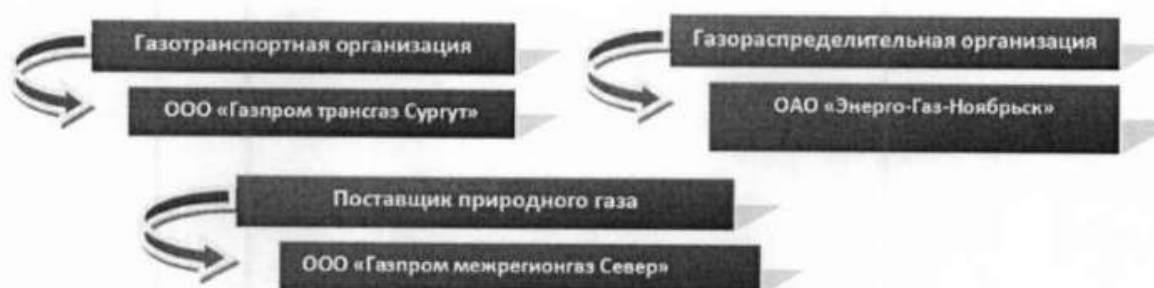 Газотранспортная организация
ООО «Газпром трансгаз Сургут»
Газораспределительная организация
ОАО «Энерго-Газ-Ноябрьск»
Поставщик природного газа
ООО «Газпром межрегионгаз Север»